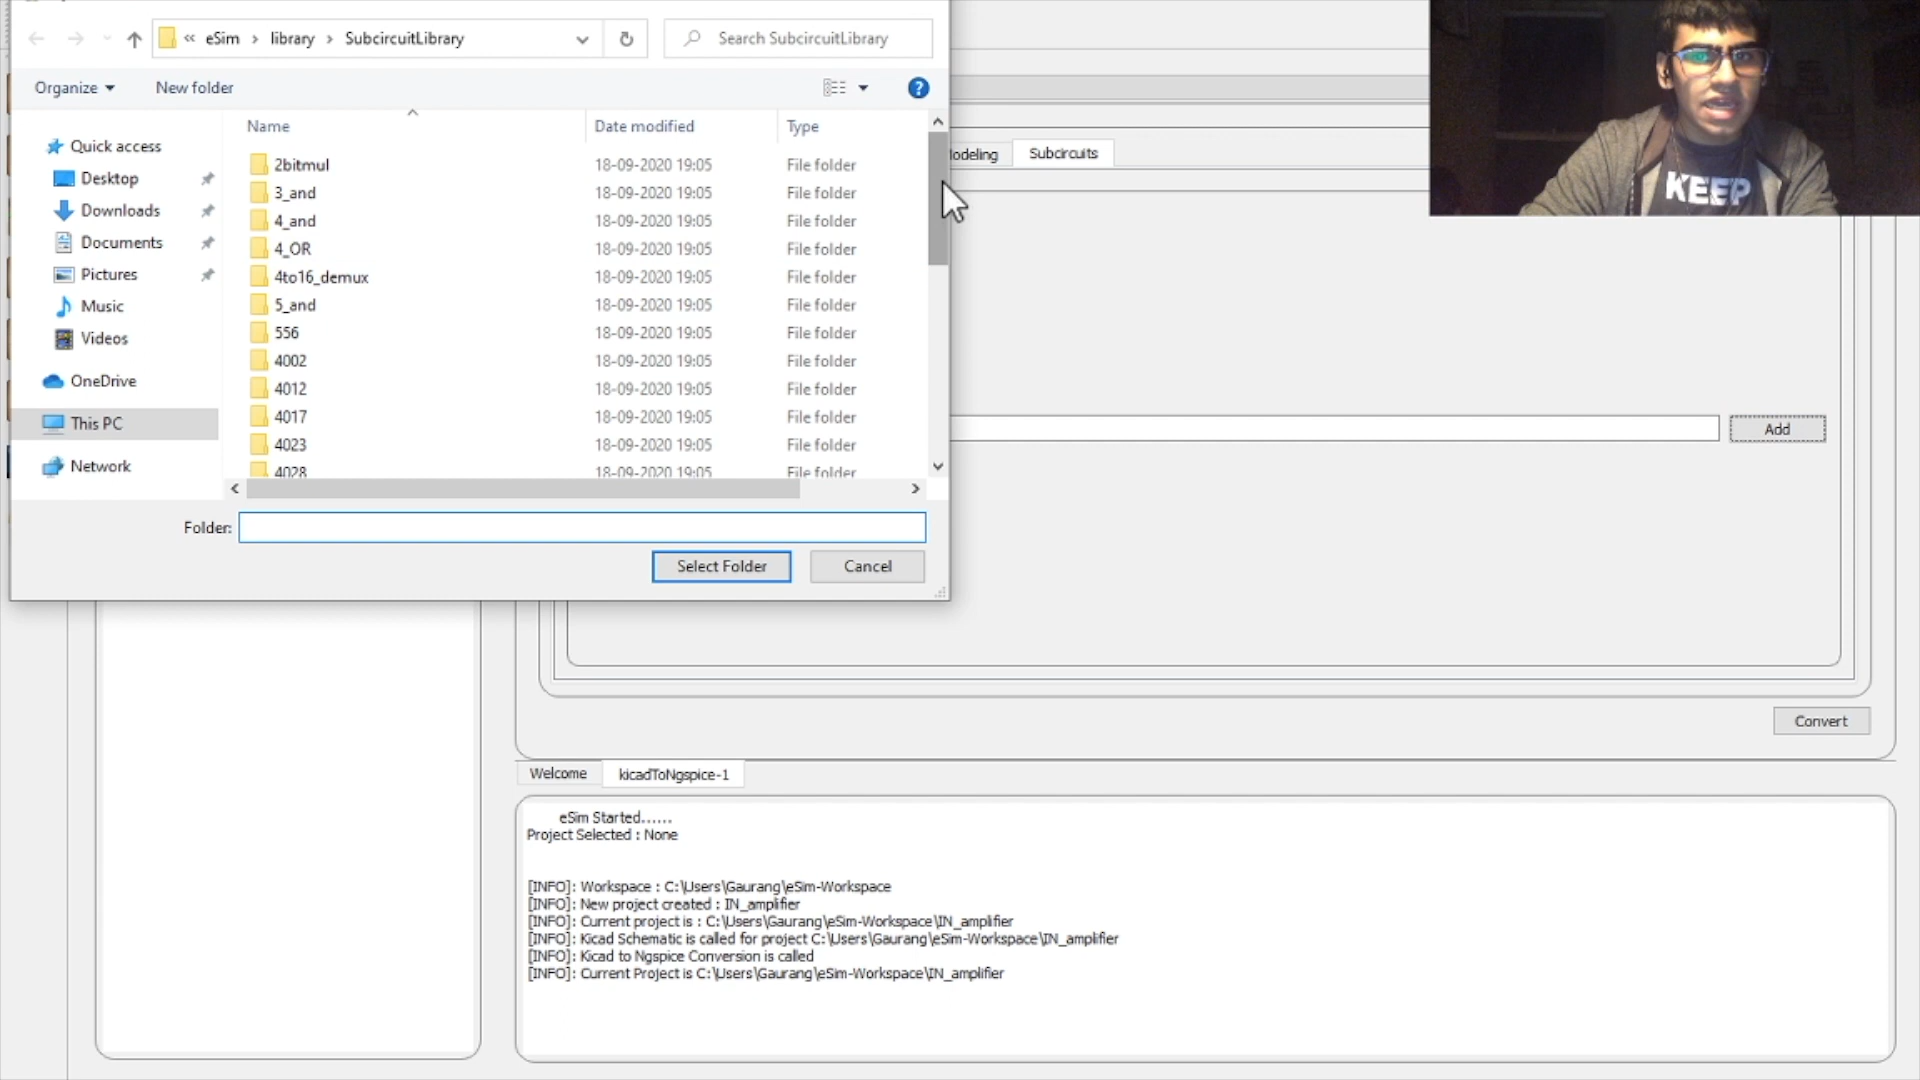 « eSim › library › SubcircuitLibrary
Search SubcircuitLibrary
Organize
New folder
Name Date modified Type
Quick access
Desktop
Downloads
Documents
Pictures
Music
Videos
OneDrive
This PC
Network
2bitmul 18-09-2020 19:05 File folder
3_and 18-09-2020 19:05 File folder
4_and 18-09-2020 19:05 File folder
4_OR 18-09-2020 19:05 File folder
4to16_demux 18-09-2020 19:05 File folder
5_and 18-09-2020 19:05 File folder
556 18-09-2020 19:05 File folder
4002 18-09-2020 19:05 File folder
4012 18-09-2020 19:05 File folder
4017 18-09-2020 19:05 File folder
4023 18-09-2020 19:05 File folder
4028 18-09-2020 19:05 File folder
Folder:
Select Folder
Cancel
Subcircuits
KEEP
Add
Convert
Welcome
kicadToNgspice-1
eSim Started......
Project Selected : None
[INFO]: Workspace : C:\Users\Gaurang\eSim-Workspace
[INFO]: New project created : IN_amplifier
[INFO]: Current project is : C:\Users\Gaurang\eSim-Workspace\IN_amplifier
[INFO]: Kicad Schematic is called for project C:\Users\Gaurang\eSim-Workspace\IN_amplifier
[INFO]: Kicad to Ngspice Conversion is called
[INFO]: Current Project is C:\Users\Gaurang\eSim-Workspace\IN_amplifier